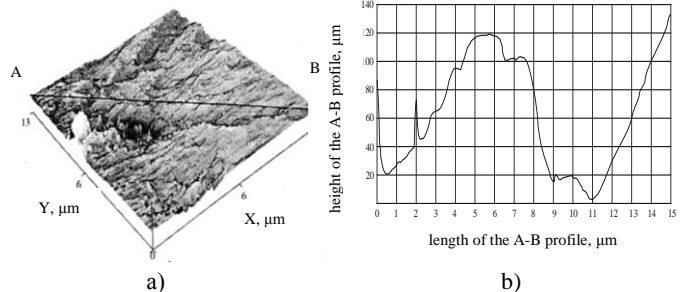 A
B
13
6
Y, μm
0
6
X, μm
a)
height of the A-B profile, μm
140
120
100
80
60
40
20
0 1 2 3 4 5 6 7 8 9 10 11 12 13 14 15
length of the A-B profile, μm
b)